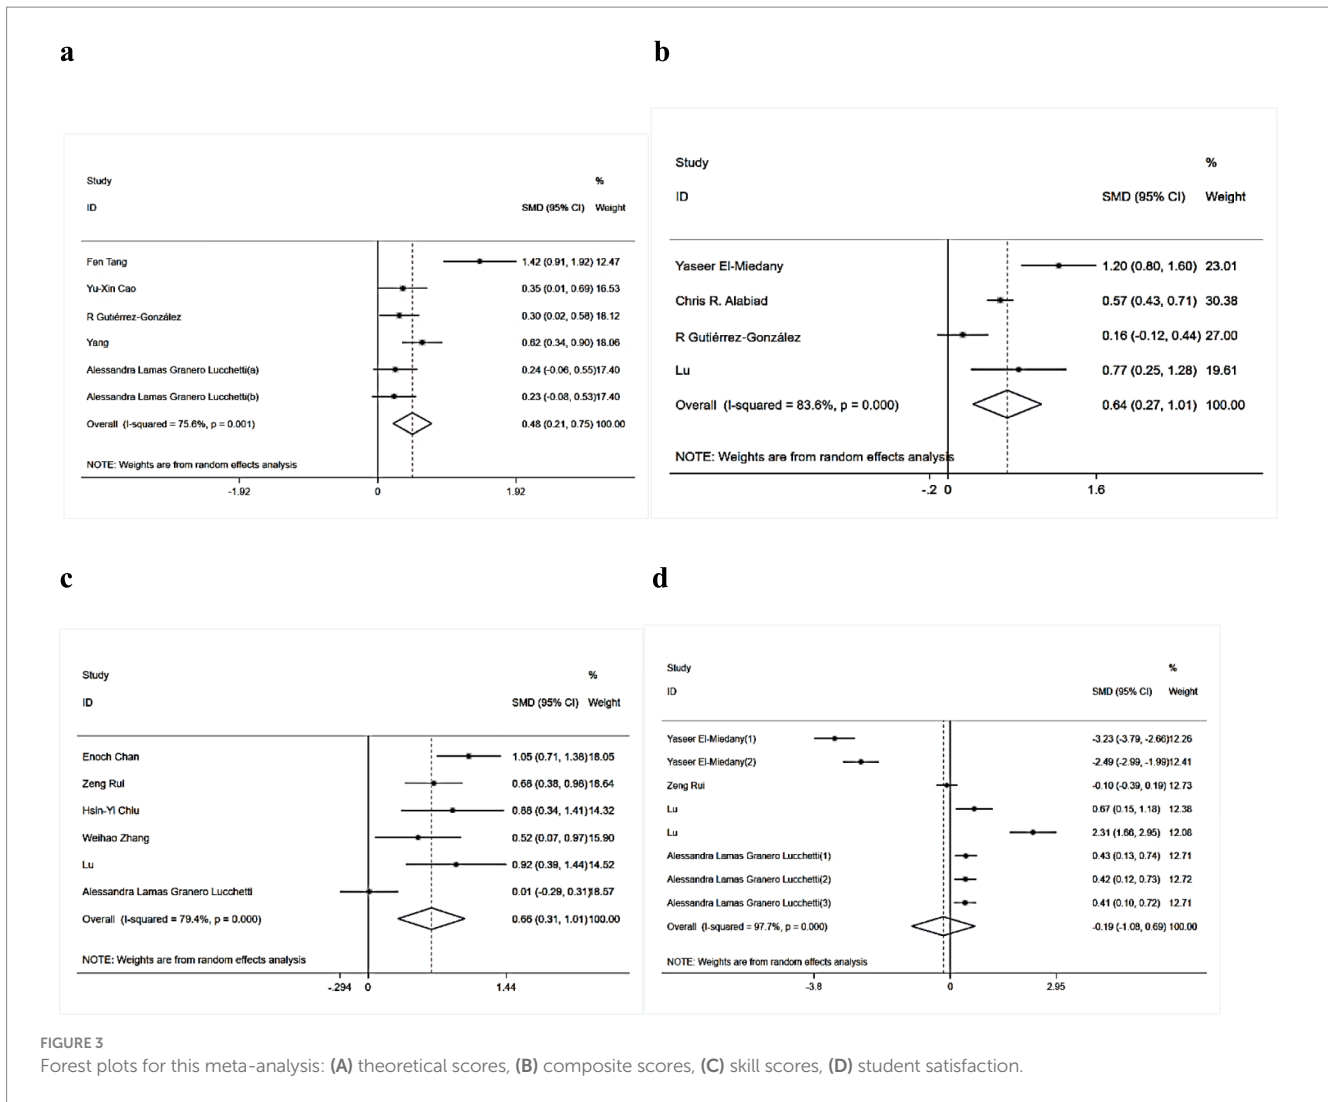 a
Study %
ID SMD (95% CI) Weight
Fen Tang 1.42 (0.91, 1.92) 12.47
Yu-Xin Cao 0.35 (0.01, 0.69) 16.53
R Gutiérrez-González 0.30 (0.02, 0.58) 18.12
Yang 0.62 (0.34, 0.90) 18.06
Alessandra Lamas Granero Lucchetti(a) 0.24 (-0.06, 0.55) 17.40
Alessandra Lamas Granero Lucchetti(b) 0.23 (-0.08, 0.53) 17.40
Overall (I-squared = 75.6%, p = 0.001) 0.48 (0.21, 0.75) 100.00
NOTE: Weights are from random effects analysis
-1.92 0 1.92
b
Study %
ID SMD (95% CI) Weight
Yaseer El-Miedany 1.20 (0.80, 1.60) 23.01
Chris R. Alabiad 0.57 (0.43, 0.71) 30.38
R Gutiérrez-González 0.16 (-0.12, 0.44) 27.00
Lu 0.77 (0.25, 1.28) 19.61
Overall (I-squared = 83.6%, p = 0.000) 0.64 (0.27, 1.01) 100.00
NOTE: Weights are from random effects analysis
-.2 0 1.6
c
Study %
ID SMD (95% CI) Weight
Enoch Chan 1.05 (0.71, 1.38) 18.05
Zeng Rui 0.68 (0.38, 0.98) 18.64
Hsin-Yi Chiu 0.88 (0.34, 1.41) 14.32
Weihao Zhang 0.52 (0.07, 0.97) 15.90
Lu 0.92 (0.39, 1.44) 14.52
Alessandra Lamas Granero Lucchetti 0.01 (-0.29, 0.31) 18.57
Overall (I-squared = 79.4%, p = 0.000) 0.66 (0.31, 1.01) 100.00
NOTE: Weights are from random effects analysis
-.294 0 1.44
d
Study %
ID SMD (95% CI) Weight
Yaseer El-Miedany(1) -3.23 (-3.79, -2.66) 12.26
Yaseer El-Miedany(2) -2.49 (-2.99, -1.99) 12.41
Zeng Rui -0.10 (-0.39, 0.19) 12.73
Lu 0.67 (0.15, 1.18) 12.38
Lu 2.31 (1.66, 2.95) 12.08
Alessandra Lamas Granero Lucchetti(1) 0.43 (0.13, 0.74) 12.71
Alessandra Lamas Granero Lucchetti(2) 0.42 (0.12, 0.73) 12.72
Alessandra Lamas Granero Lucchetti(3) 0.41 (0.10, 0.72) 12.71
Overall (I-squared = 97.7%, p = 0.000) -0.19 (-1.08, 0.69) 100.00
NOTE: Weights are from random effects analysis
-3.8 0 2.95
FIGURE 3
Forest plots for this meta-analysis: (A) theoretical scores, (B) composite scores, (C) skill scores, (D) student satisfaction.